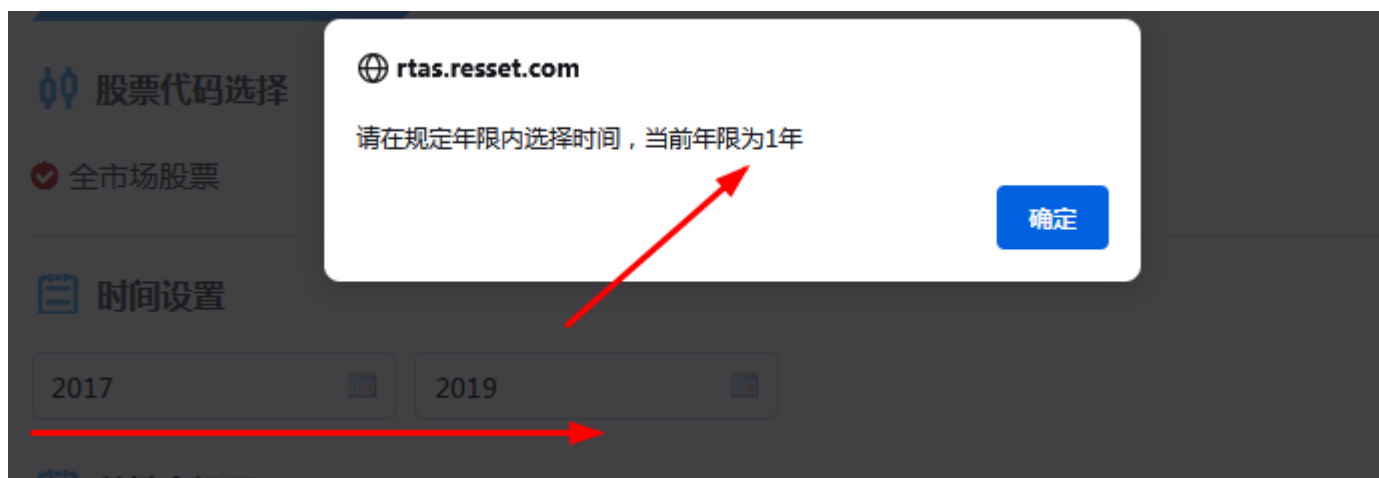 rtas.resset.com
股票代码选择
请在规定年限内选择时间，当前年限为1年
全市场股票
确定
时间设置
2017
2019